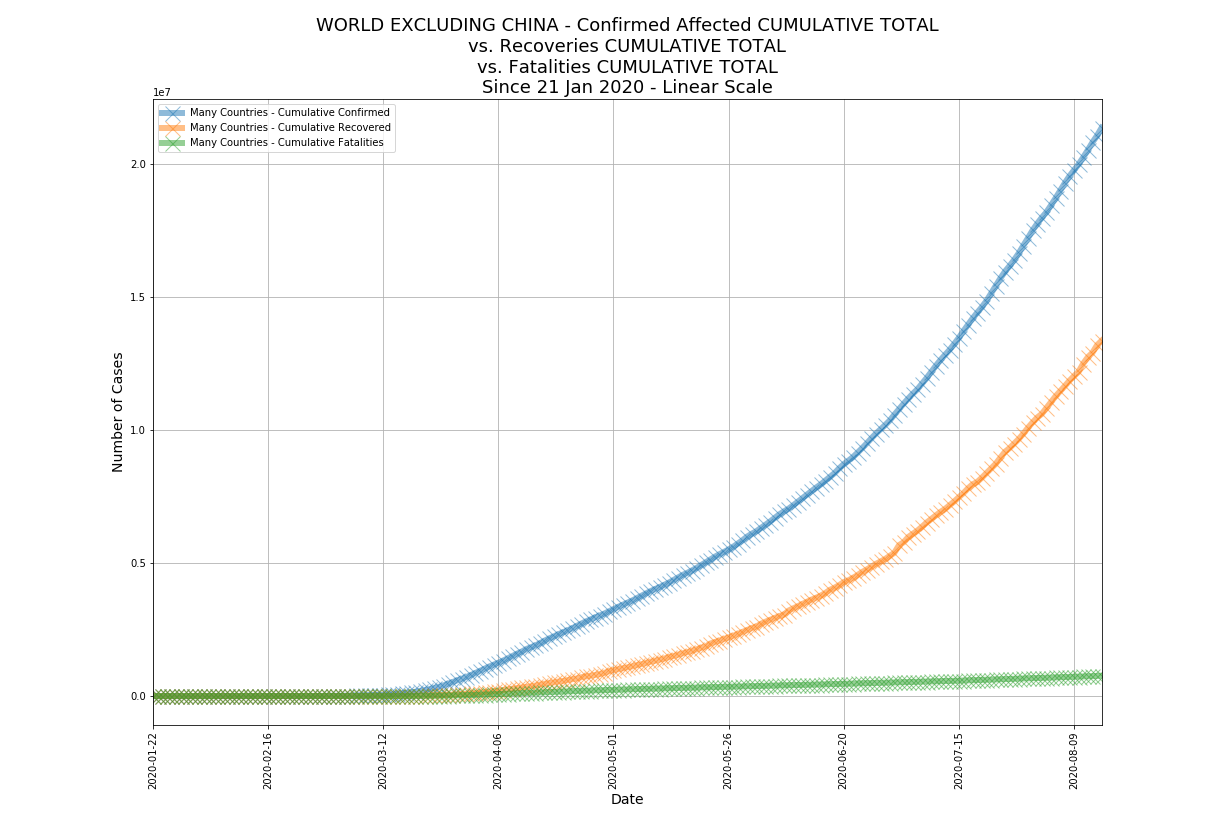 WORLD EXCLUDING CHINA - Confirmed Affected CUMULATIVE TOTAL
vs. Recoveries CUMULATIVE TOTAL
vs. Fatalities CUMULATIVE TOTAL
Since 21 Jan 2020 - Linear Scale
1e7
Many Countries - Cumulative Confirmed
Many Countries - Cumulative Recovered
Many Countries - Cumulative Fatalities
2.0
1.5
1.0
0.5
0.0
Number of Cases
2020-01-22
2020-02-16
2020-03-12
2020-04-06
2020-05-01
2020-05-26
2020-06-20
2020-07-15
2020-08-09
Date